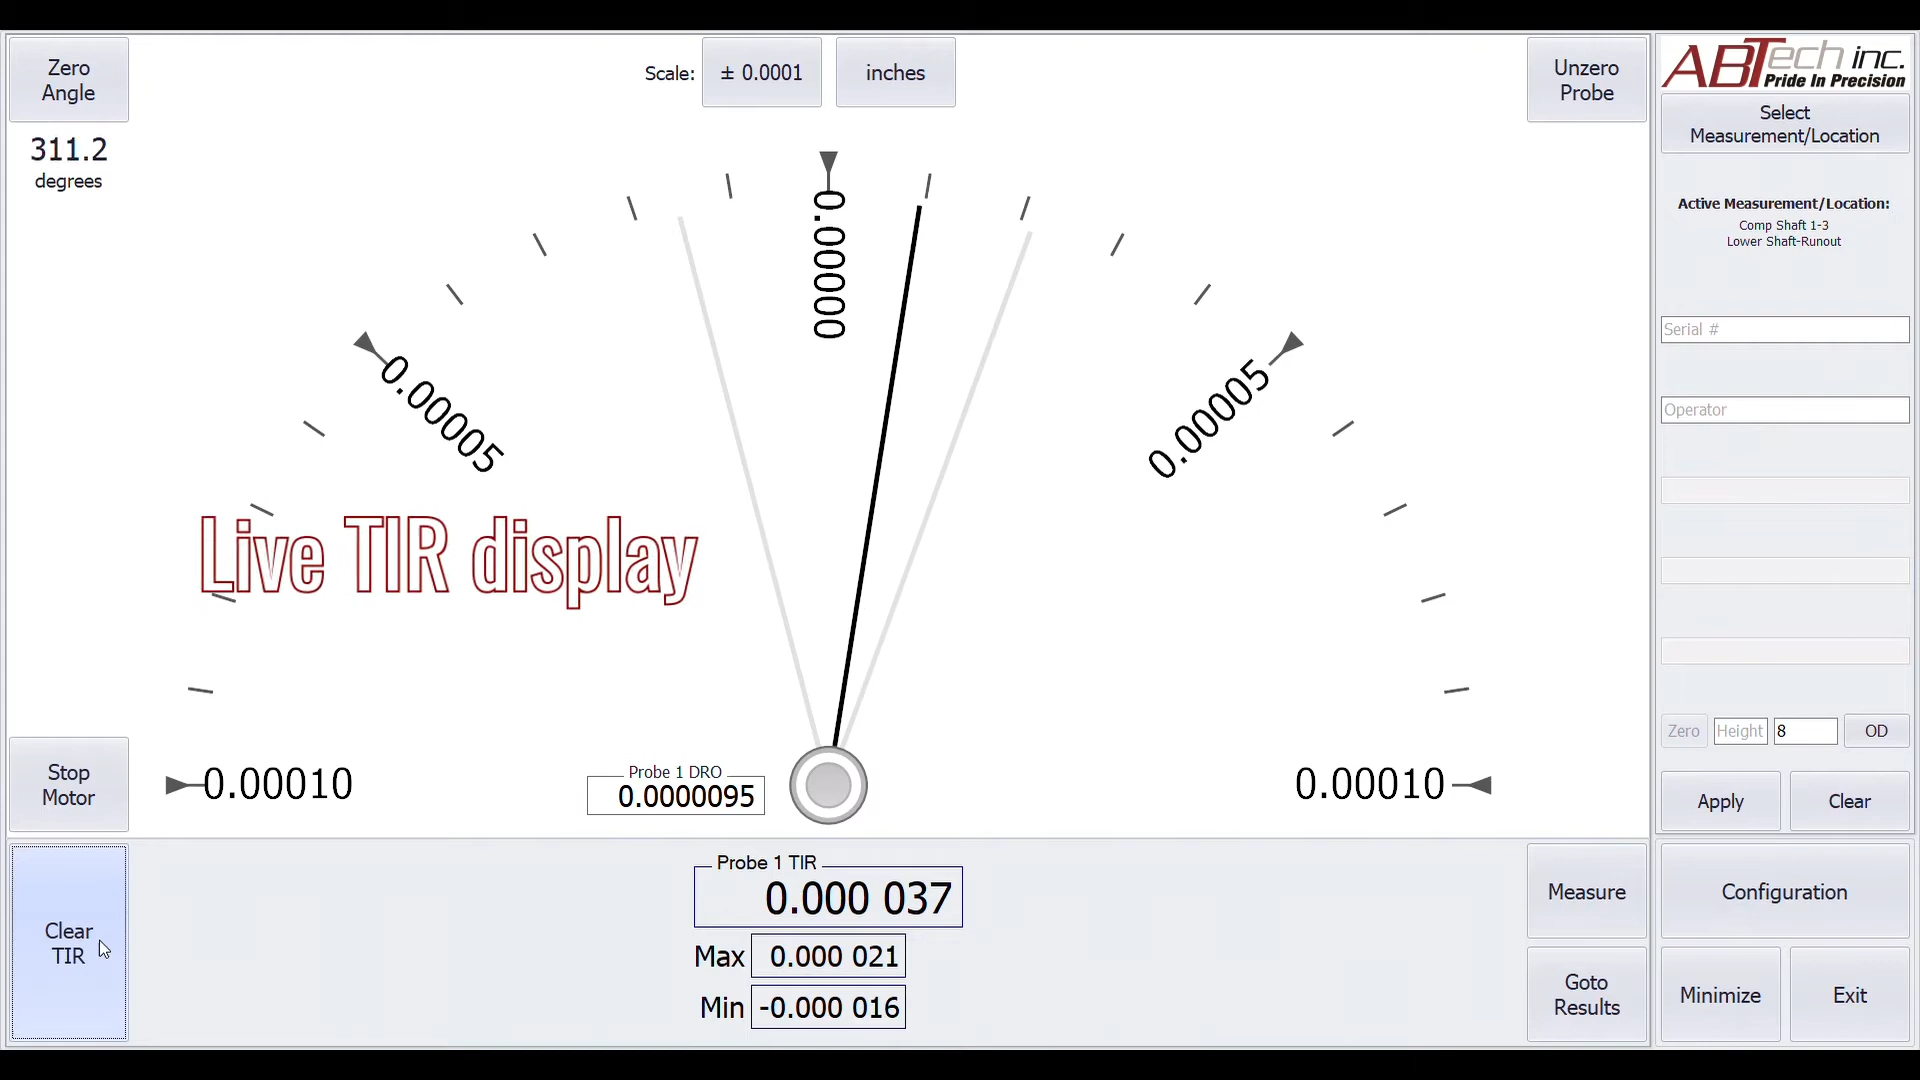 Zero
Angle
311.2
degrees
Scale:
± 0.0001
inches
Unzero
Probe
0.00000
0.00005
0.00005
Live TIR display
0.00010
0.00010
Probe 1 DRO
0.0000095
Stop
Motor
Clear
TIR
Probe 1 TIR
0.000 037
Max 0.000 021
Min -0.000 016
Measure
Goto
Results
ABTech inc.
Pride In Precision
Select
Measurement/Location
Active Measurement/Location:
Comp Shaft 1-3
Lower Shaft-Runout
Serial #
Operator
Zero Height 8 OD
Apply Clear
Configuration
Minimize Exit